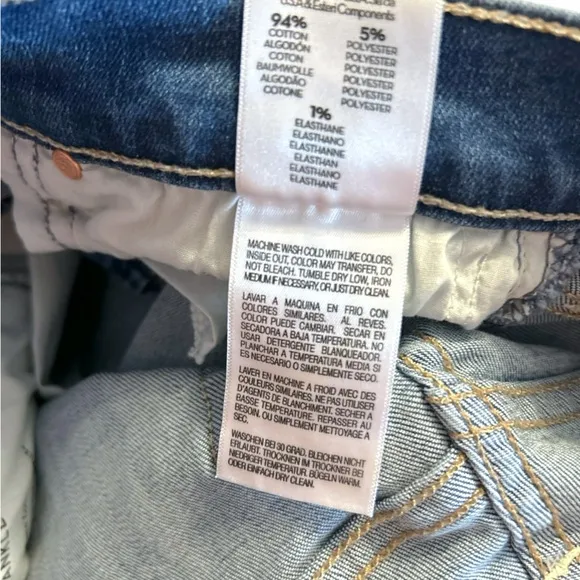 U.S.A & Esteri Components
94%
COTTON
ALGODÓN
COTON
BAUMWOLLE
ALGODÃO
COTONE
5%
POLYESTER
POLYESTER
POLYESTER
POLYESTER
POLYESTER
POLYESTER
1%
ELASTHANE
ELASTHANO
ELASTHANNE
ELASTHAN
ELASTHANO
ELASTHANE
MACHINE WASH COLD WITH LIKE COLORS,
INSIDE OUT, COLOR MAY TRANSFER, DO
NOT BLEACH. TUMBLE DRY LOW, IRON
MEDIUM IF NECESSARY, OR JUST DRY CLEAN.
LAVAR A MAQUINA EN FRIO CON
COLORES SIMILARES. AL REVES.
COLOR PUEDE CAMBIAR. SECAR EN
SECADORA A BAJA TEMPERATURA. NO
USAR DETERGENTE BLANQUEADOR.
PLANCHAR A TEMPERATURA MEDIA SI
ES NECESARIO O SIMPLEMENTE SECO.
LAVER EN MACHINE A FROID AVEC DES
COULEURS SIMILAIRES. NE PAS UTILISER
D'AGENTS DE BLANCHIMENT. SECHER A
BASSE TEMPERATURE. REPASSER AU
BESOIN. OU SIMPLEMENT NETTOYAGE A
SEC.
WASCHEN BEI 30 GRAD. BLEICHEN NICHT
ERLAUBT. TROCKNEN IM TROCKNER BEI
NIEDRIGER TEMPERATUR. BÜGELN WARM.
ODER EINFACH DRY CLEAN.